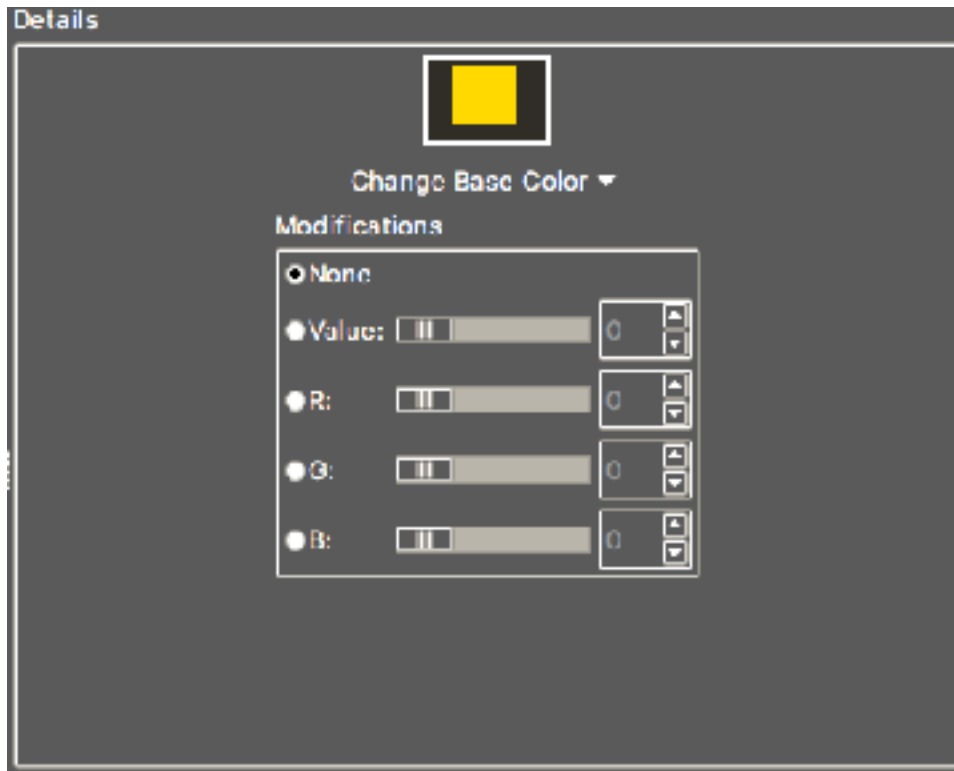 Details
Change Base Color
Modifications
None
Value: 0
R: 0
G: 0
B: 0